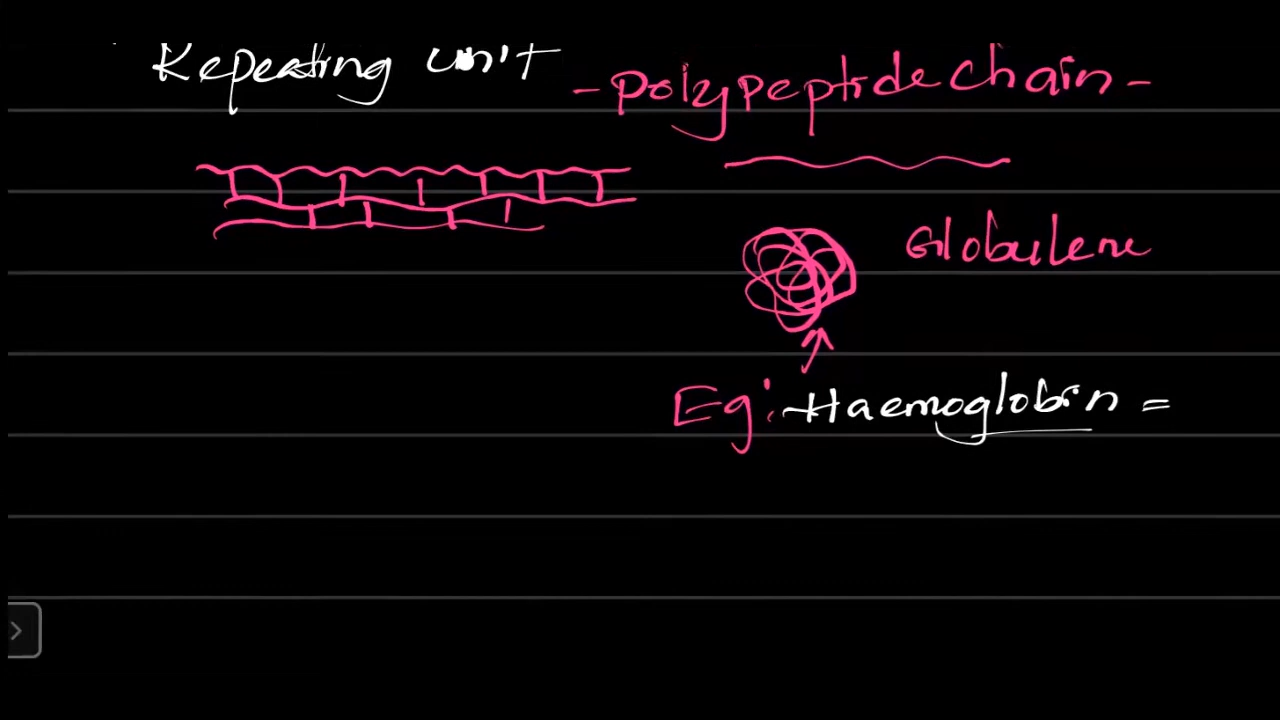 Repeating unit
- Polypeptide chain -
Globulene
Eg: Haemoglobin =